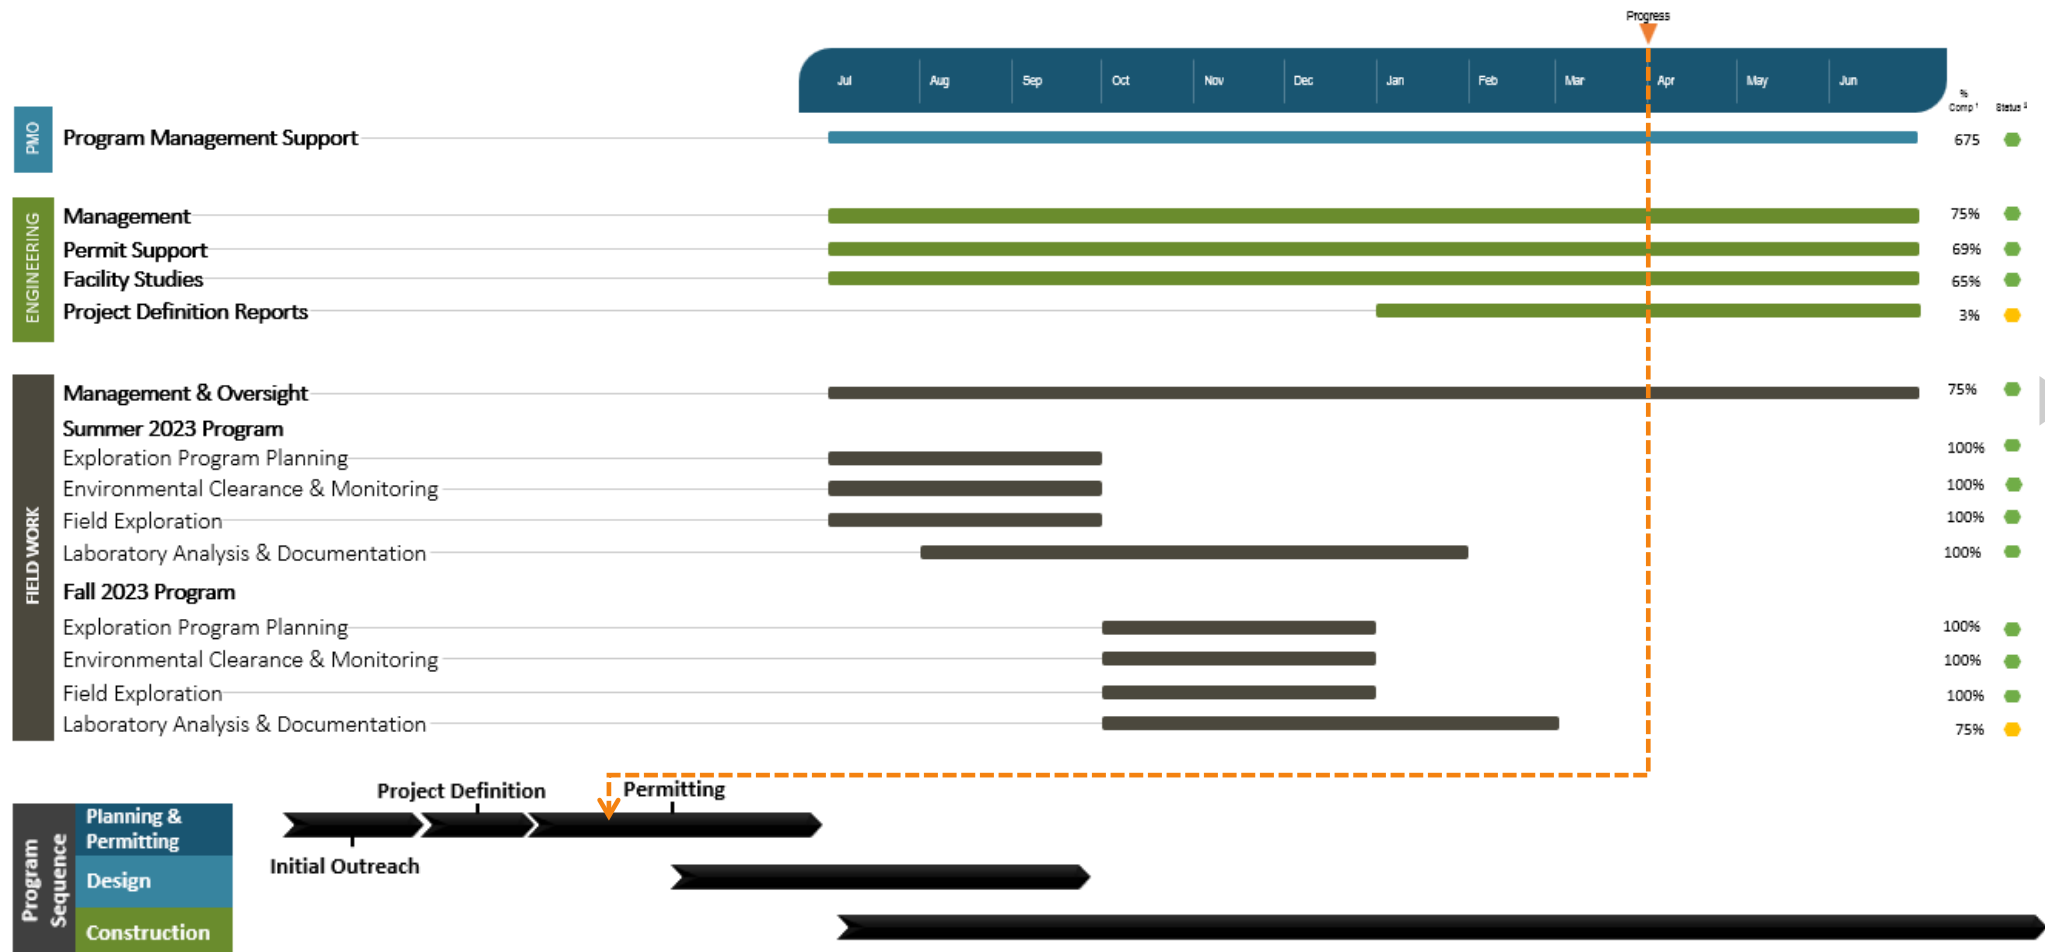 Progress
Jul Aug Sep Oct Nov Dec Jan Feb Mar Apr May Jun
%
Comp ¹ Status ²
PMO
Program Management Support 675
ENGINEERING
Management 75%
Permit Support 69%
Facility Studies 65%
Project Definition Reports 3%
FIELD WORK
Management & Oversight 75%
Summer 2023 Program
Exploration Program Planning 100%
Environmental Clearance & Monitoring 100%
Field Exploration 100%
Laboratory Analysis & Documentation 100%
Fall 2023 Program
Exploration Program Planning 100%
Environmental Clearance & Monitoring 100%
Field Exploration 100%
Laboratory Analysis & Documentation 75%
Project Definition Permitting
Program
Sequence
Planning &
Permitting
Initial Outreach
Design
Construction